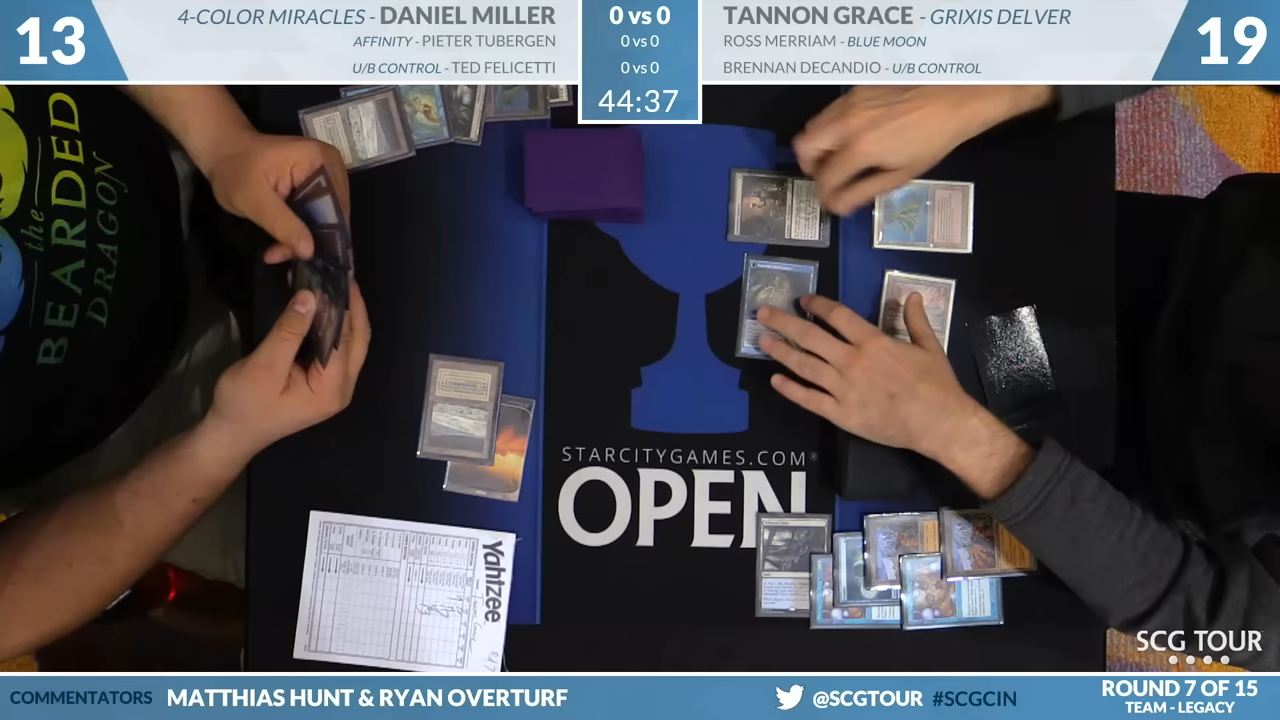 13
4-COLOR MIRACLES - DANIEL MILLER
AFFINITY - PIETER TUBERGEN
U/B CONTROL - TED FELICETTI
0 vs 0
0 vs 0
0 vs 0
44:37
TANNON GRACE - GRIXIS DELVER
ROSS MERRIAM - BLUE MOON
BRENNAN DECANDIO - U/B CONTROL
19
the
BEARDED
DRAGON
STARCITYGAMES.COM®
OPEN
Yahtzee
SCG TOUR
COMMENTATORS MATTHIAS HUNT & RYAN OVERTURF
@SCGTOUR #SCGCIN
ROUND 7 OF 15
TEAM - LEGACY